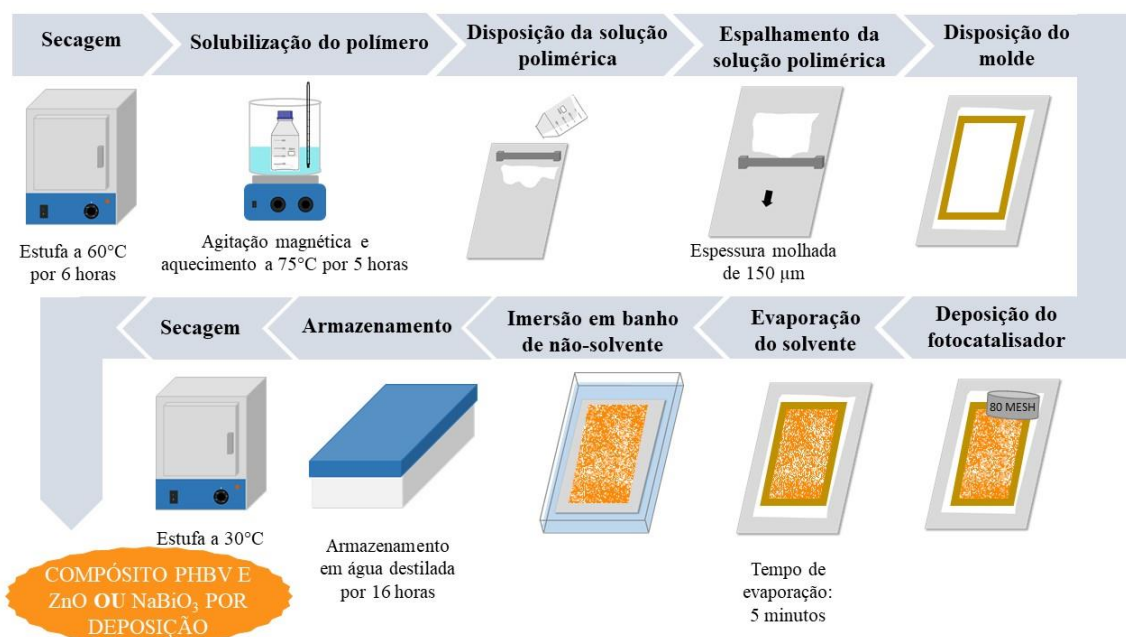 Secagem
Solubilização do polímero
Disposição da solução
polimérica
Espalhamento da
solução polimérica
Disposição do
molde
Estufa a 60°C
por 6 horas
Agitação magnética e
aquecimento a 75°C por 5 horas
Espessura molhada
de 150 μm
Secagem
Armazenamento
Imersão em banho
de não-solvente
Evaporação
do solvente
Deposição do
fotocatalisador
80 MESH
Estufa a 30°C
Armazenamento
em água destilada
por 16 horas
Tempo de
evaporação:
5 minutos
COMPÓSITO PHBV E
ZnO OU NaBiO₃ POR
DEPOSIÇÃO